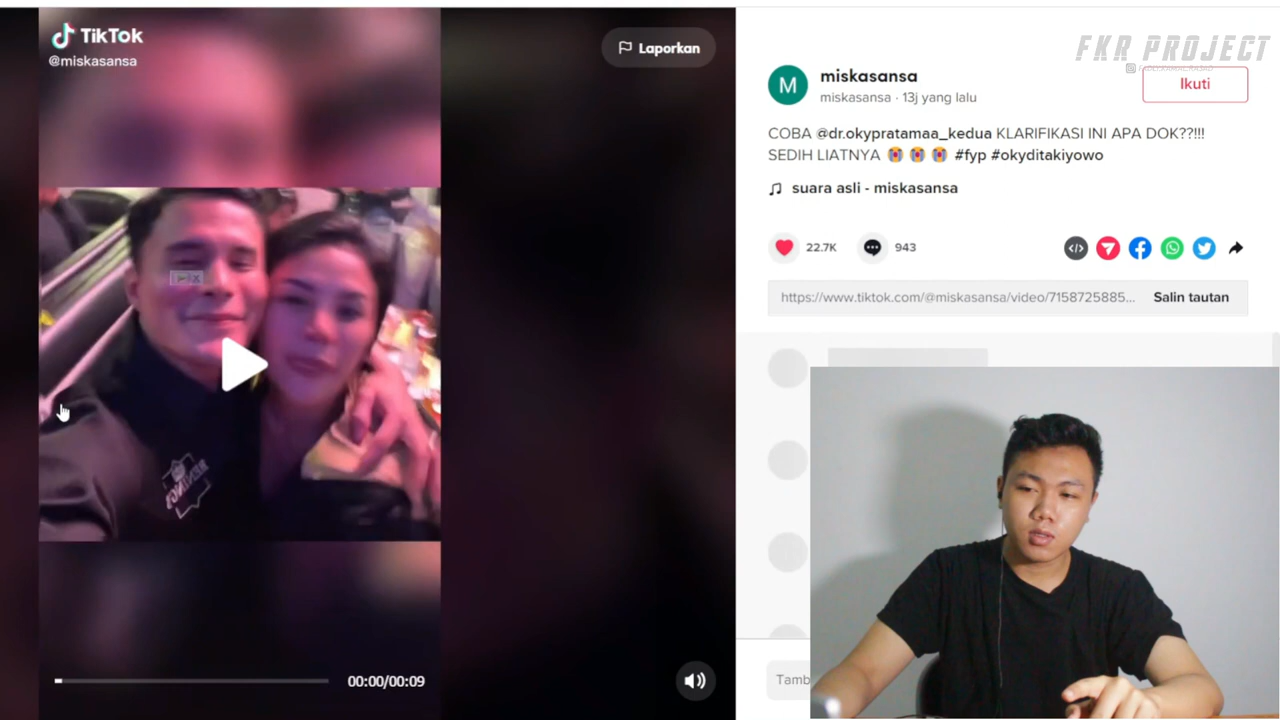 TikTok
@miskasansa
Laporkan
FKR PROJECT
miskasansa
miskasansa · 13j yang lalu
Ikuti
COBA @dr.okypratamaa_kedua KLARIFIKASI INI APA DOK??!!!
SEDIH LIATNYA 😭 😭 😭 #fyp #okyditakiyowo
suara asli - miskasansa
22.7K
943
https://www.tiktok.com/@miskasansa/video/7158725885...
Salin tautan
00:00/00:09
Tamb